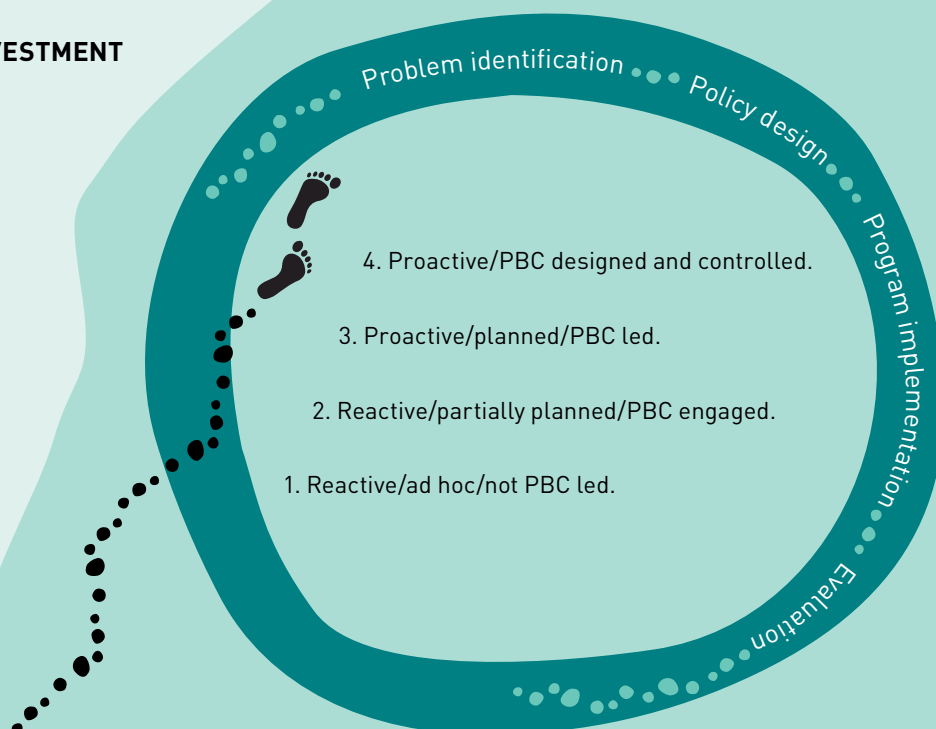 Problem identification
Policy design
Program implementation
Evaluation
4. Proactive/PBC designed and controlled.
3. Proactive/planned/PBC led.
2. Reactive/partially planned/PBC engaged.
1. Reactive/ad hoc/not PBC led.